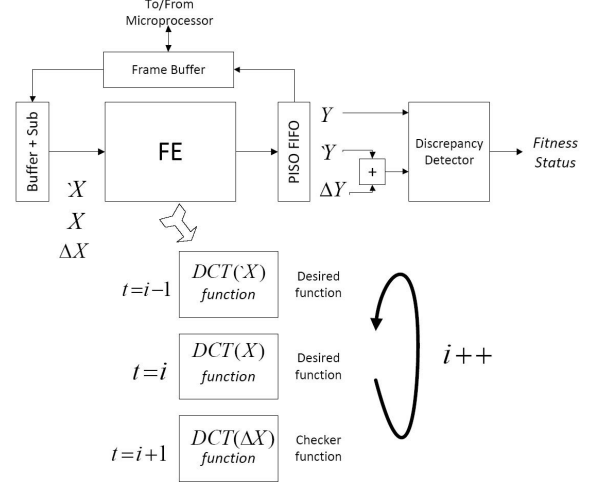 To/From
Microprocessor
Frame Buffer
Buffer + Sub
FE
PISO FIFO
Y
`Y
+
ΔY
Discrepancy
Detector
Fitness
Status
`X
X
ΔX
t=i−1
DCT(`X)
function
Desired
function
t=i
DCT(X)
function
Desired
function
i++
t=i+1
DCT(ΔX)
function
Checker
function